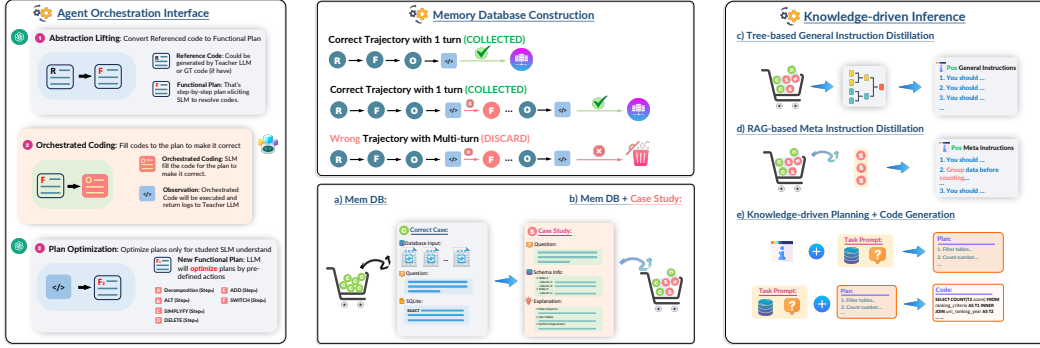 Agent Orchestration Interface
1 Abstraction Lifting: Convert Referenced code to Functional Plan
R
F
Reference Code: Could be
generated by Teacher LLM
or GT code (if have)
Functional Plan: That's
step-by-step plan eliciting
SLM to resolve codes.
Orchestrated Coding: Fill codes to the plan to make it correct
F
O
Orchestrated Coding: SLM
fill the code for the plan to
make it correct.
</>
Observation: Orchestrated
Code will be executed and
return logs to Teacher LLM
3 Plan Optimization: Optimize plans only for student SLM understand
</>
New Functional Plan: LLM
will optimize plans by pre-
defined actions
A Decomposition (Step+)
ALT (Step=)
SIMPLYFY (Step=)
D DELETE (Step=)
E ADD (Step+)
F SWITCH (Step=)
Memory Database Construction
Correct Trajectory with 1 turn (COLLECTED)
R F O </>
Correct Trajectory with 1 turn (COLLECTED)
R F O </> F ... O </>
Wrong Trajectory with Multi-turn (DISCARD)
R F O </> F ... O </>
a) Mem DB:
b) Mem DB + Case Study:
C Correct Case:
Database Input:
...
Question:
SQLite:
SELECT
S Case Study:
Question:
Schema Info:
Explanation:
Knowledge-driven Inference
c) Tree-based General Instruction Distillation
Pos General Instructions
1. You should ...
2. You should ...
3. You should ...
...
d) RAG-based Meta Instruction Distillation
S
S
S
Pos Meta Instructions
1. You should ...
2. Group data before
counting...
3. You should ...
e) Knowledge-driven Planning + Code Generation
Task Prompt:
Plan:
1. Filter tables..
2. Count number...
...
Task Prompt:
Plan:
1. Filter tables..
2. Count number...
...
Code:
SELECT COUNT(T2.score) FROM
ranking_criteria AS T1 INNER
JOIN uni_ranking_year AS T2
...